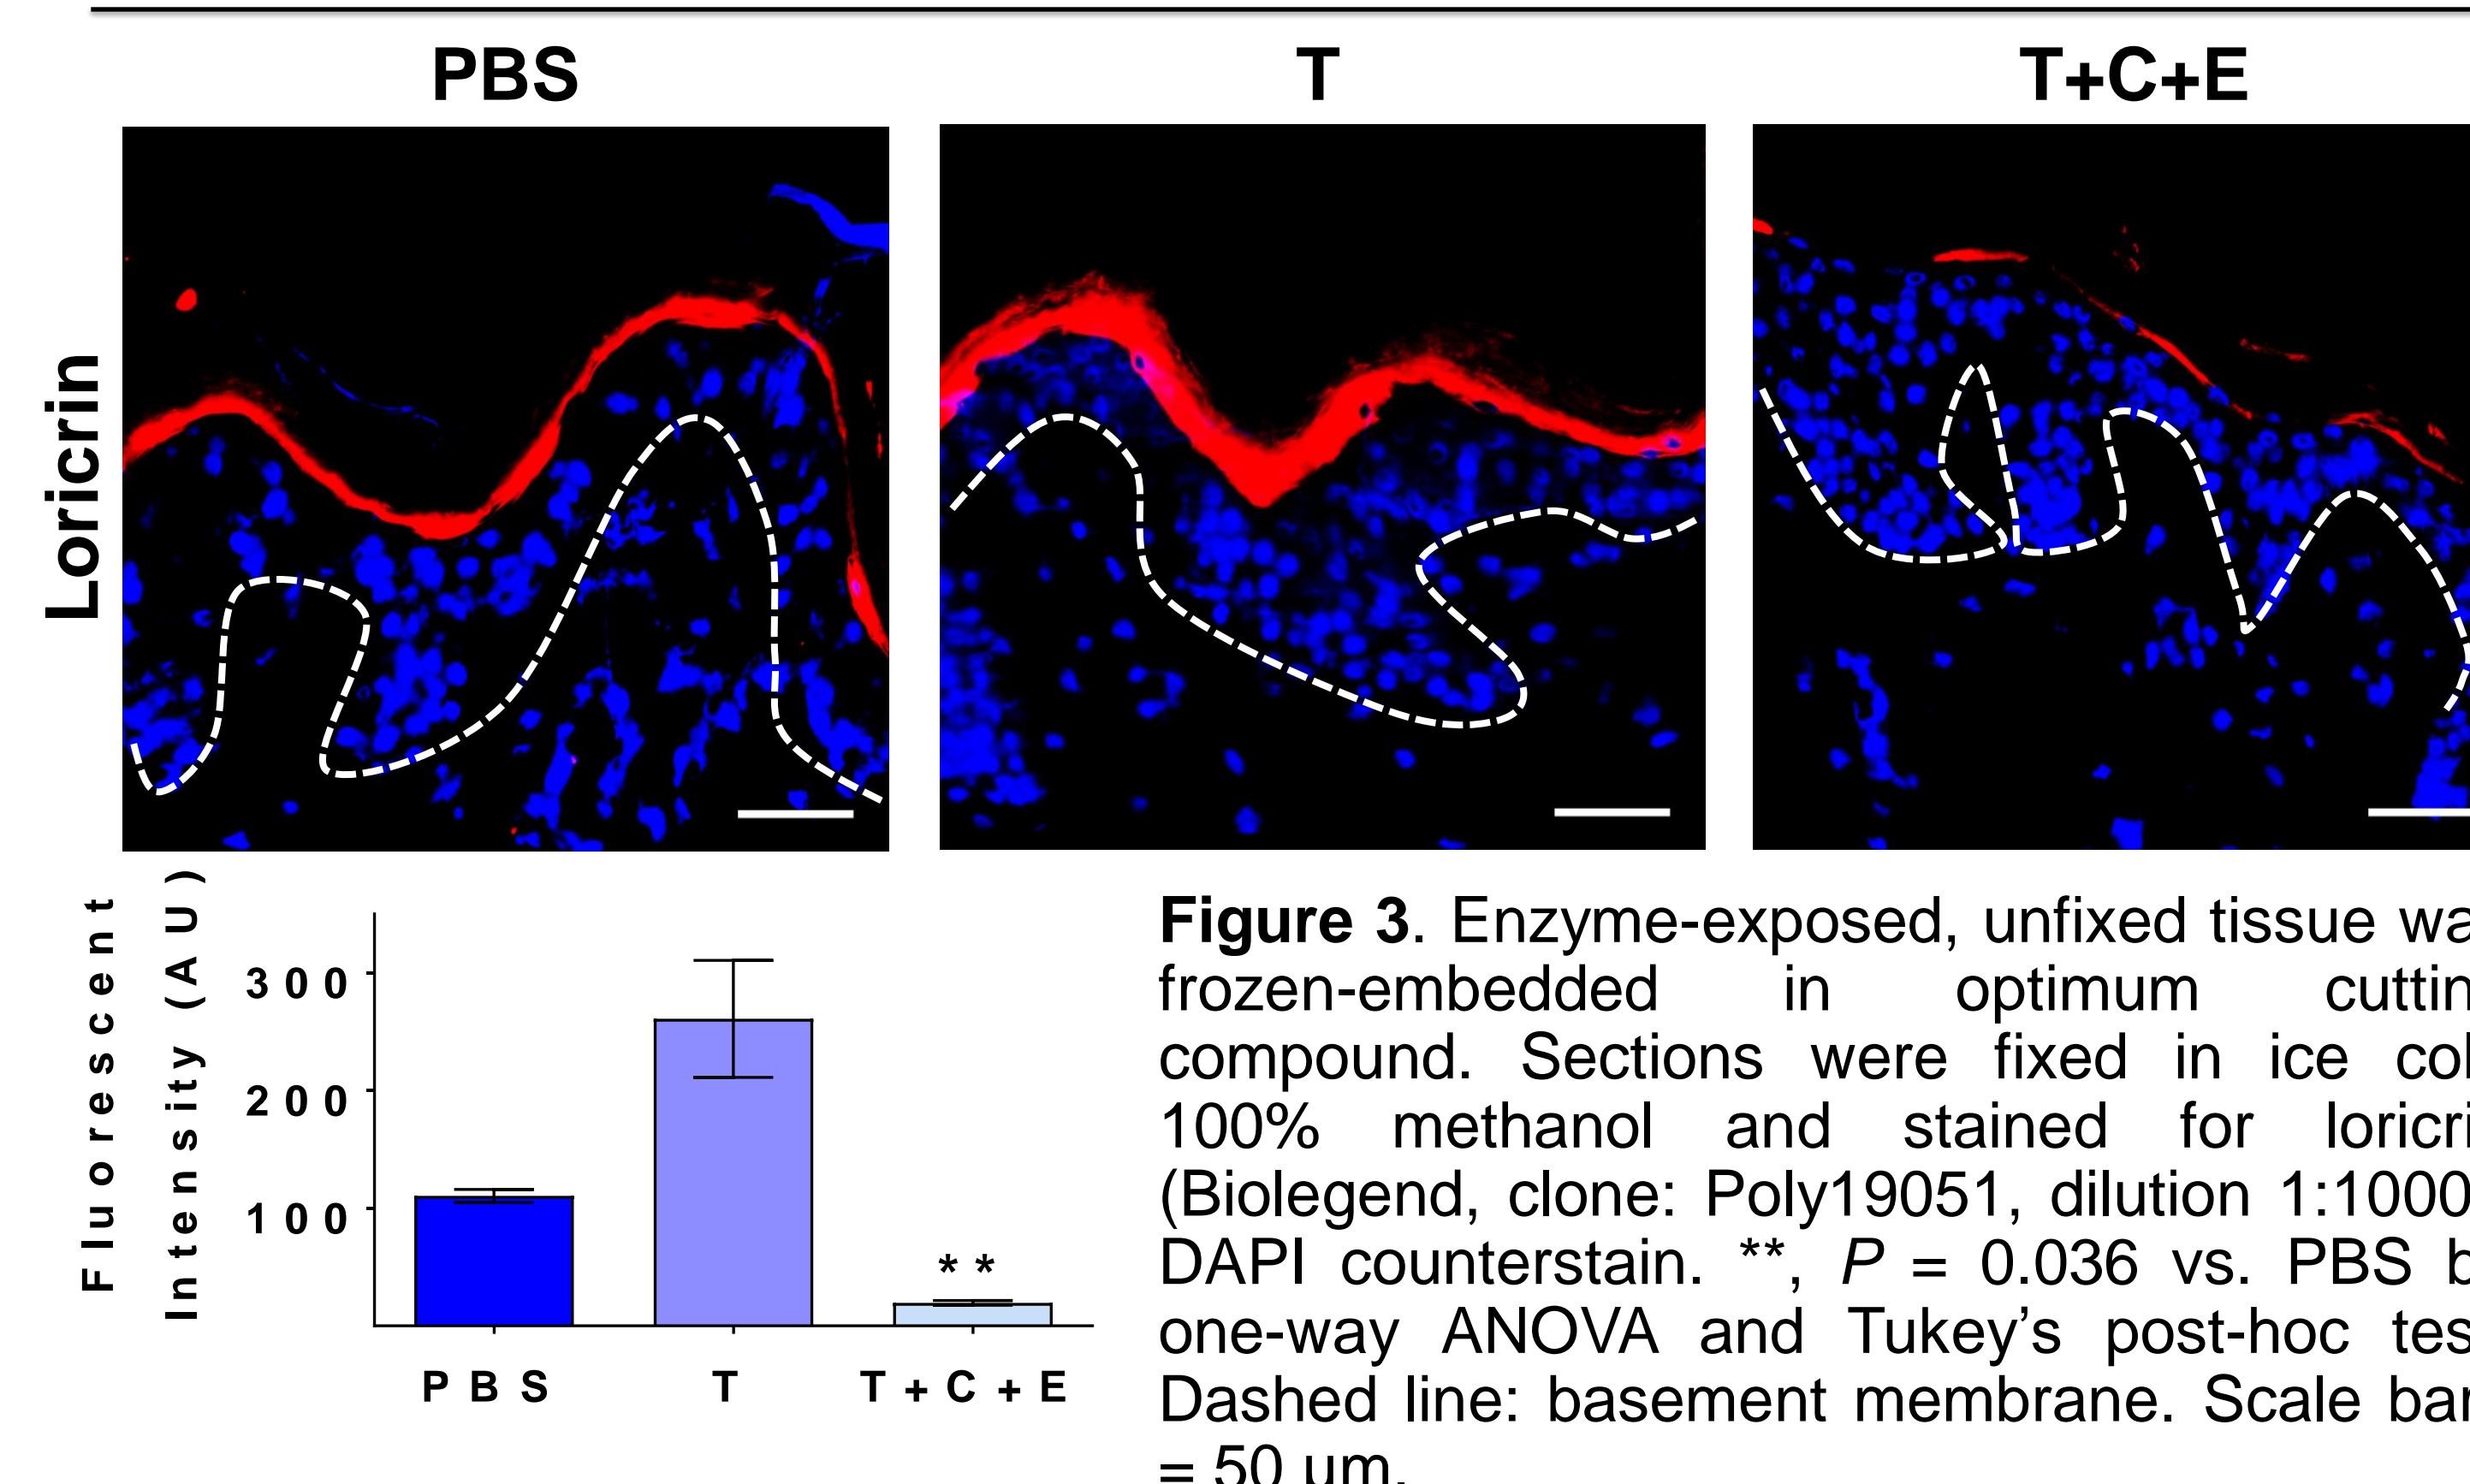 PBS
T
T+C+E
Loricrin
Fluorescent
Intensity (AU)
300
200
100
**
PBS
T
T+C+E
Figure 3. Enzyme-exposed, unfixed tissue wa
frozen-embedded in optimum cuttin
compound. Sections were fixed in ice col
100% methanol and stained for loricri
(Biolegend, clone: Poly19051, dilution 1:1000
DAPI counterstain. **, P = 0.036 vs. PBS b
one-way ANOVA and Tukey’s post-hoc tes
Dashed line: basement membrane. Scale bar
= 50 um.